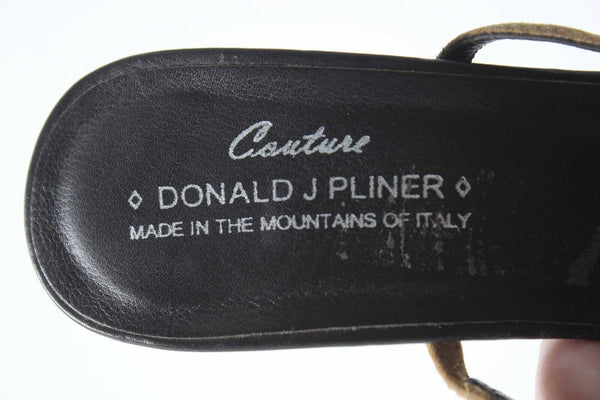 Couture
◊ DONALD J PLINER ◊
MADE IN THE MOUNTAINS OF ITALY